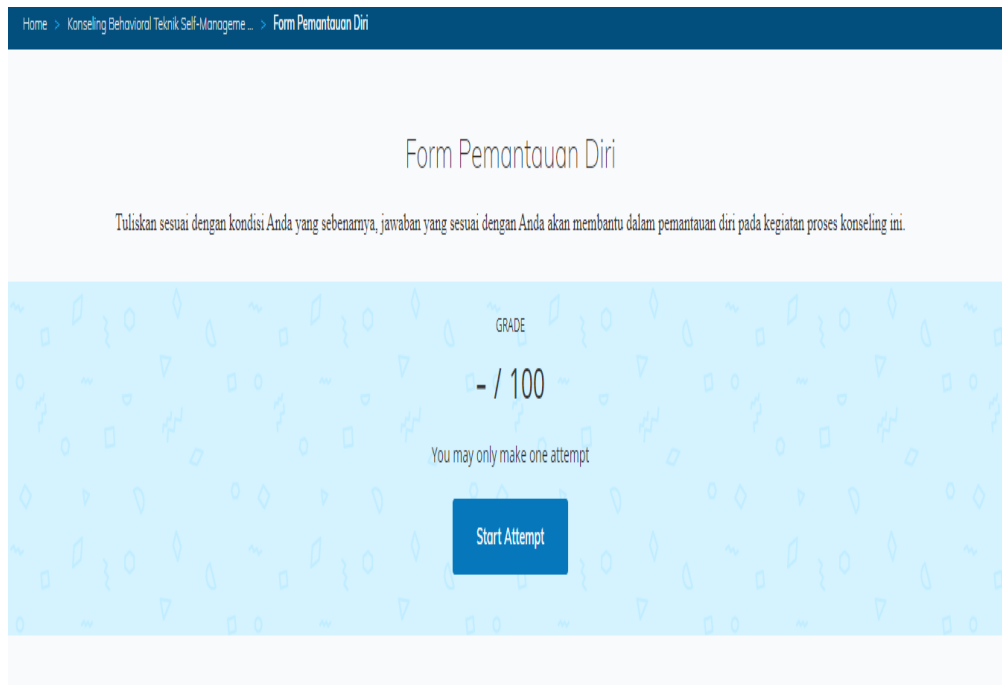 Home > Konseling Behavioral Teknik Self-Manageme ... > Form Pemantauan Diri
Form Pemantauan Diri
Tuliskan sesuai dengan kondisi Anda yang sebenarnya, jawaban yang sesuai dengan Anda akan membantu dalam pemantauan diri pada kegiatan proses konseling ini.
GRADE
– / 100
You may only make one attempt
Start Attempt